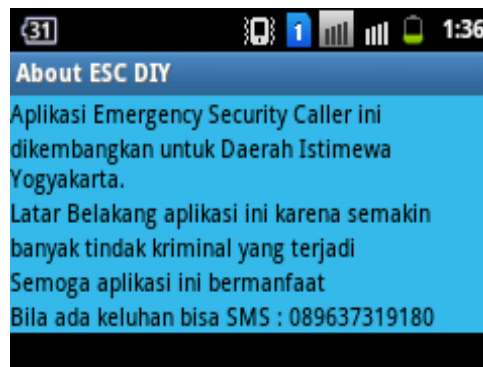 31 1 1:36
About ESC DIY
Aplikasi Emergency Security Caller ini
dikembangkan untuk Daerah Istimewa
Yogyakarta.
Latar Belakang aplikasi ini karena semakin
banyak tindak kriminal yang terjadi
Semoga aplikasi ini bermanfaat
Bila ada keluhan bisa SMS : 089637319180